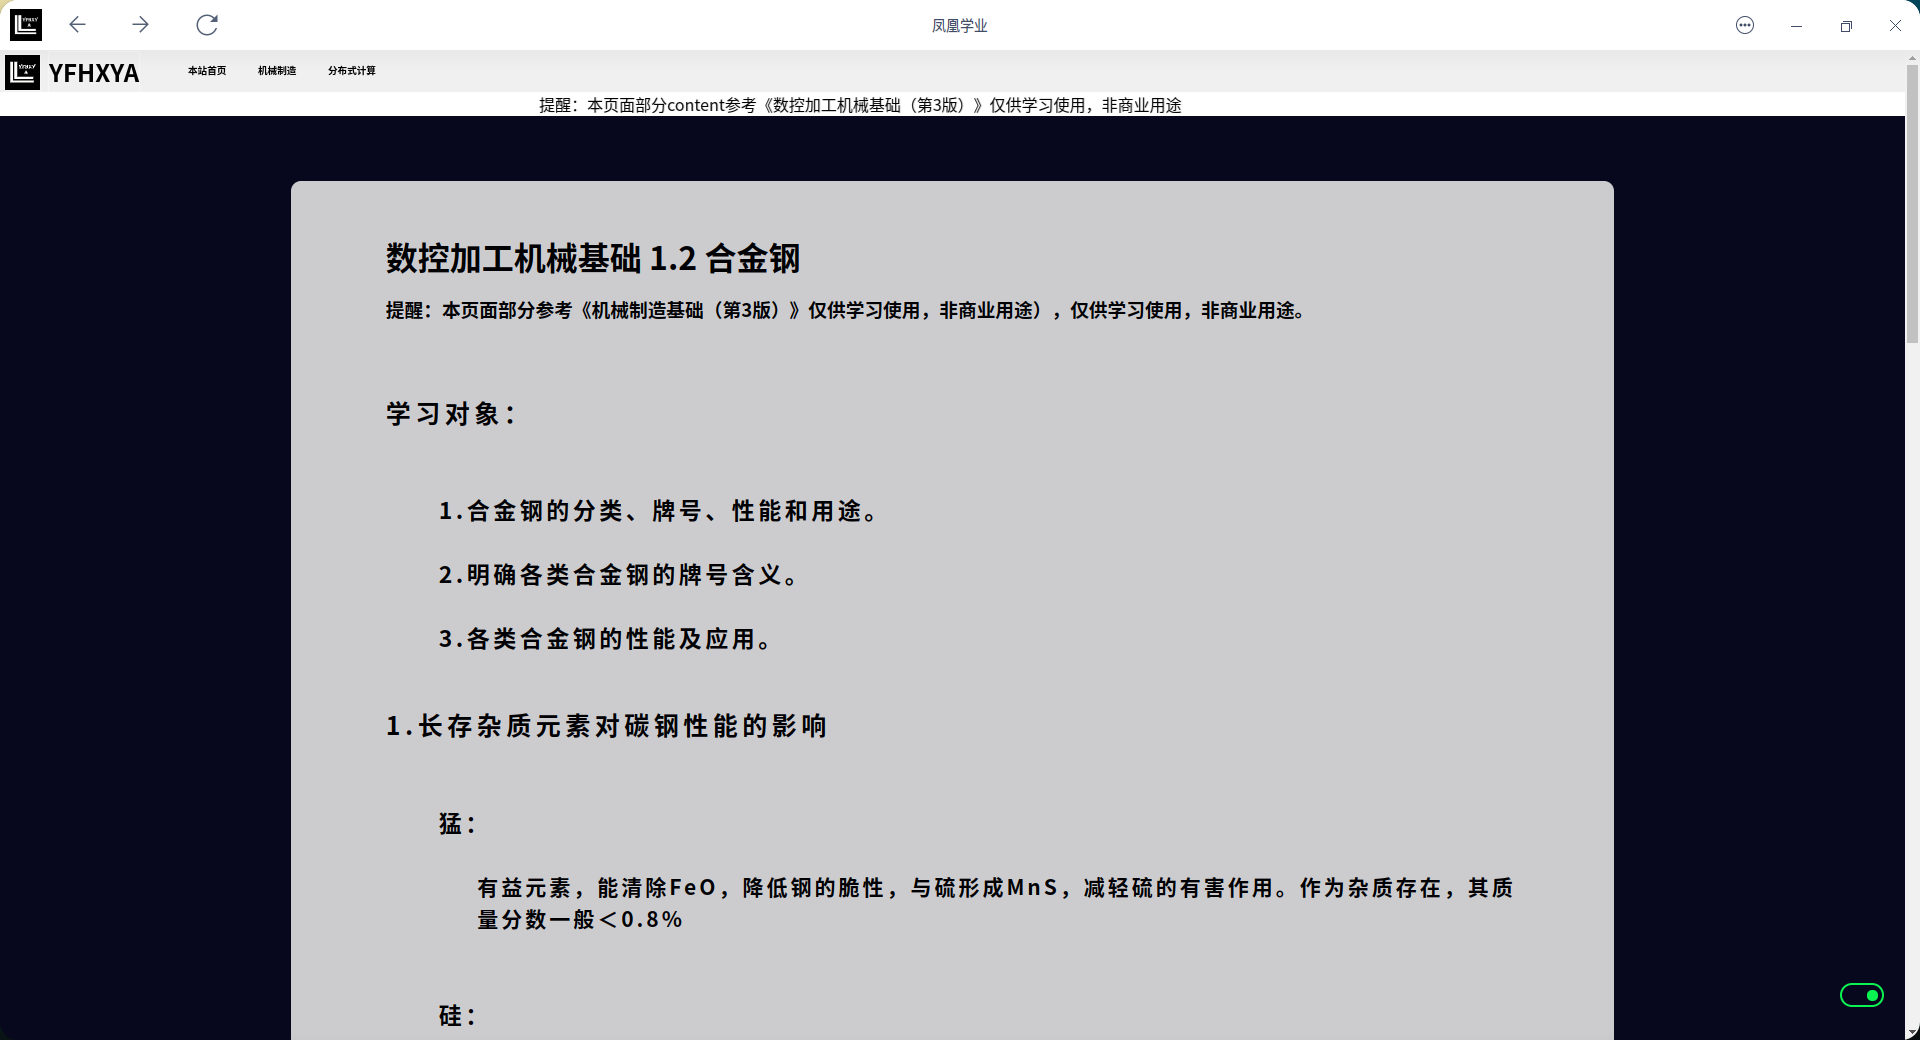 凤凰学业
YFHXYA
本站首页
机械制造
分布式计算
提醒：本页面部分content参考《数控加工机械基础（第3版）》仅供学习使用，非商业用途
数控加工机械基础 1.2 合金钢
提醒：本页面部分参考《机械制造基础（第3版）》仅供学习使用，非商业用途），仅供学习使用，非商业用途。
学习对象：
1.合金钢的分类、牌号、性能和用途。
2.明确各类合金钢的牌号含义。
3.各类合金钢的性能及应用。
1.长存杂质元素对碳钢性能的影响
猛：
有益元素，能清除FeO，降低钢的脆性，与硫形成MnS，减轻硫的有害作用。作为杂质存在，其质
量分数一般＜0.8%
硅：